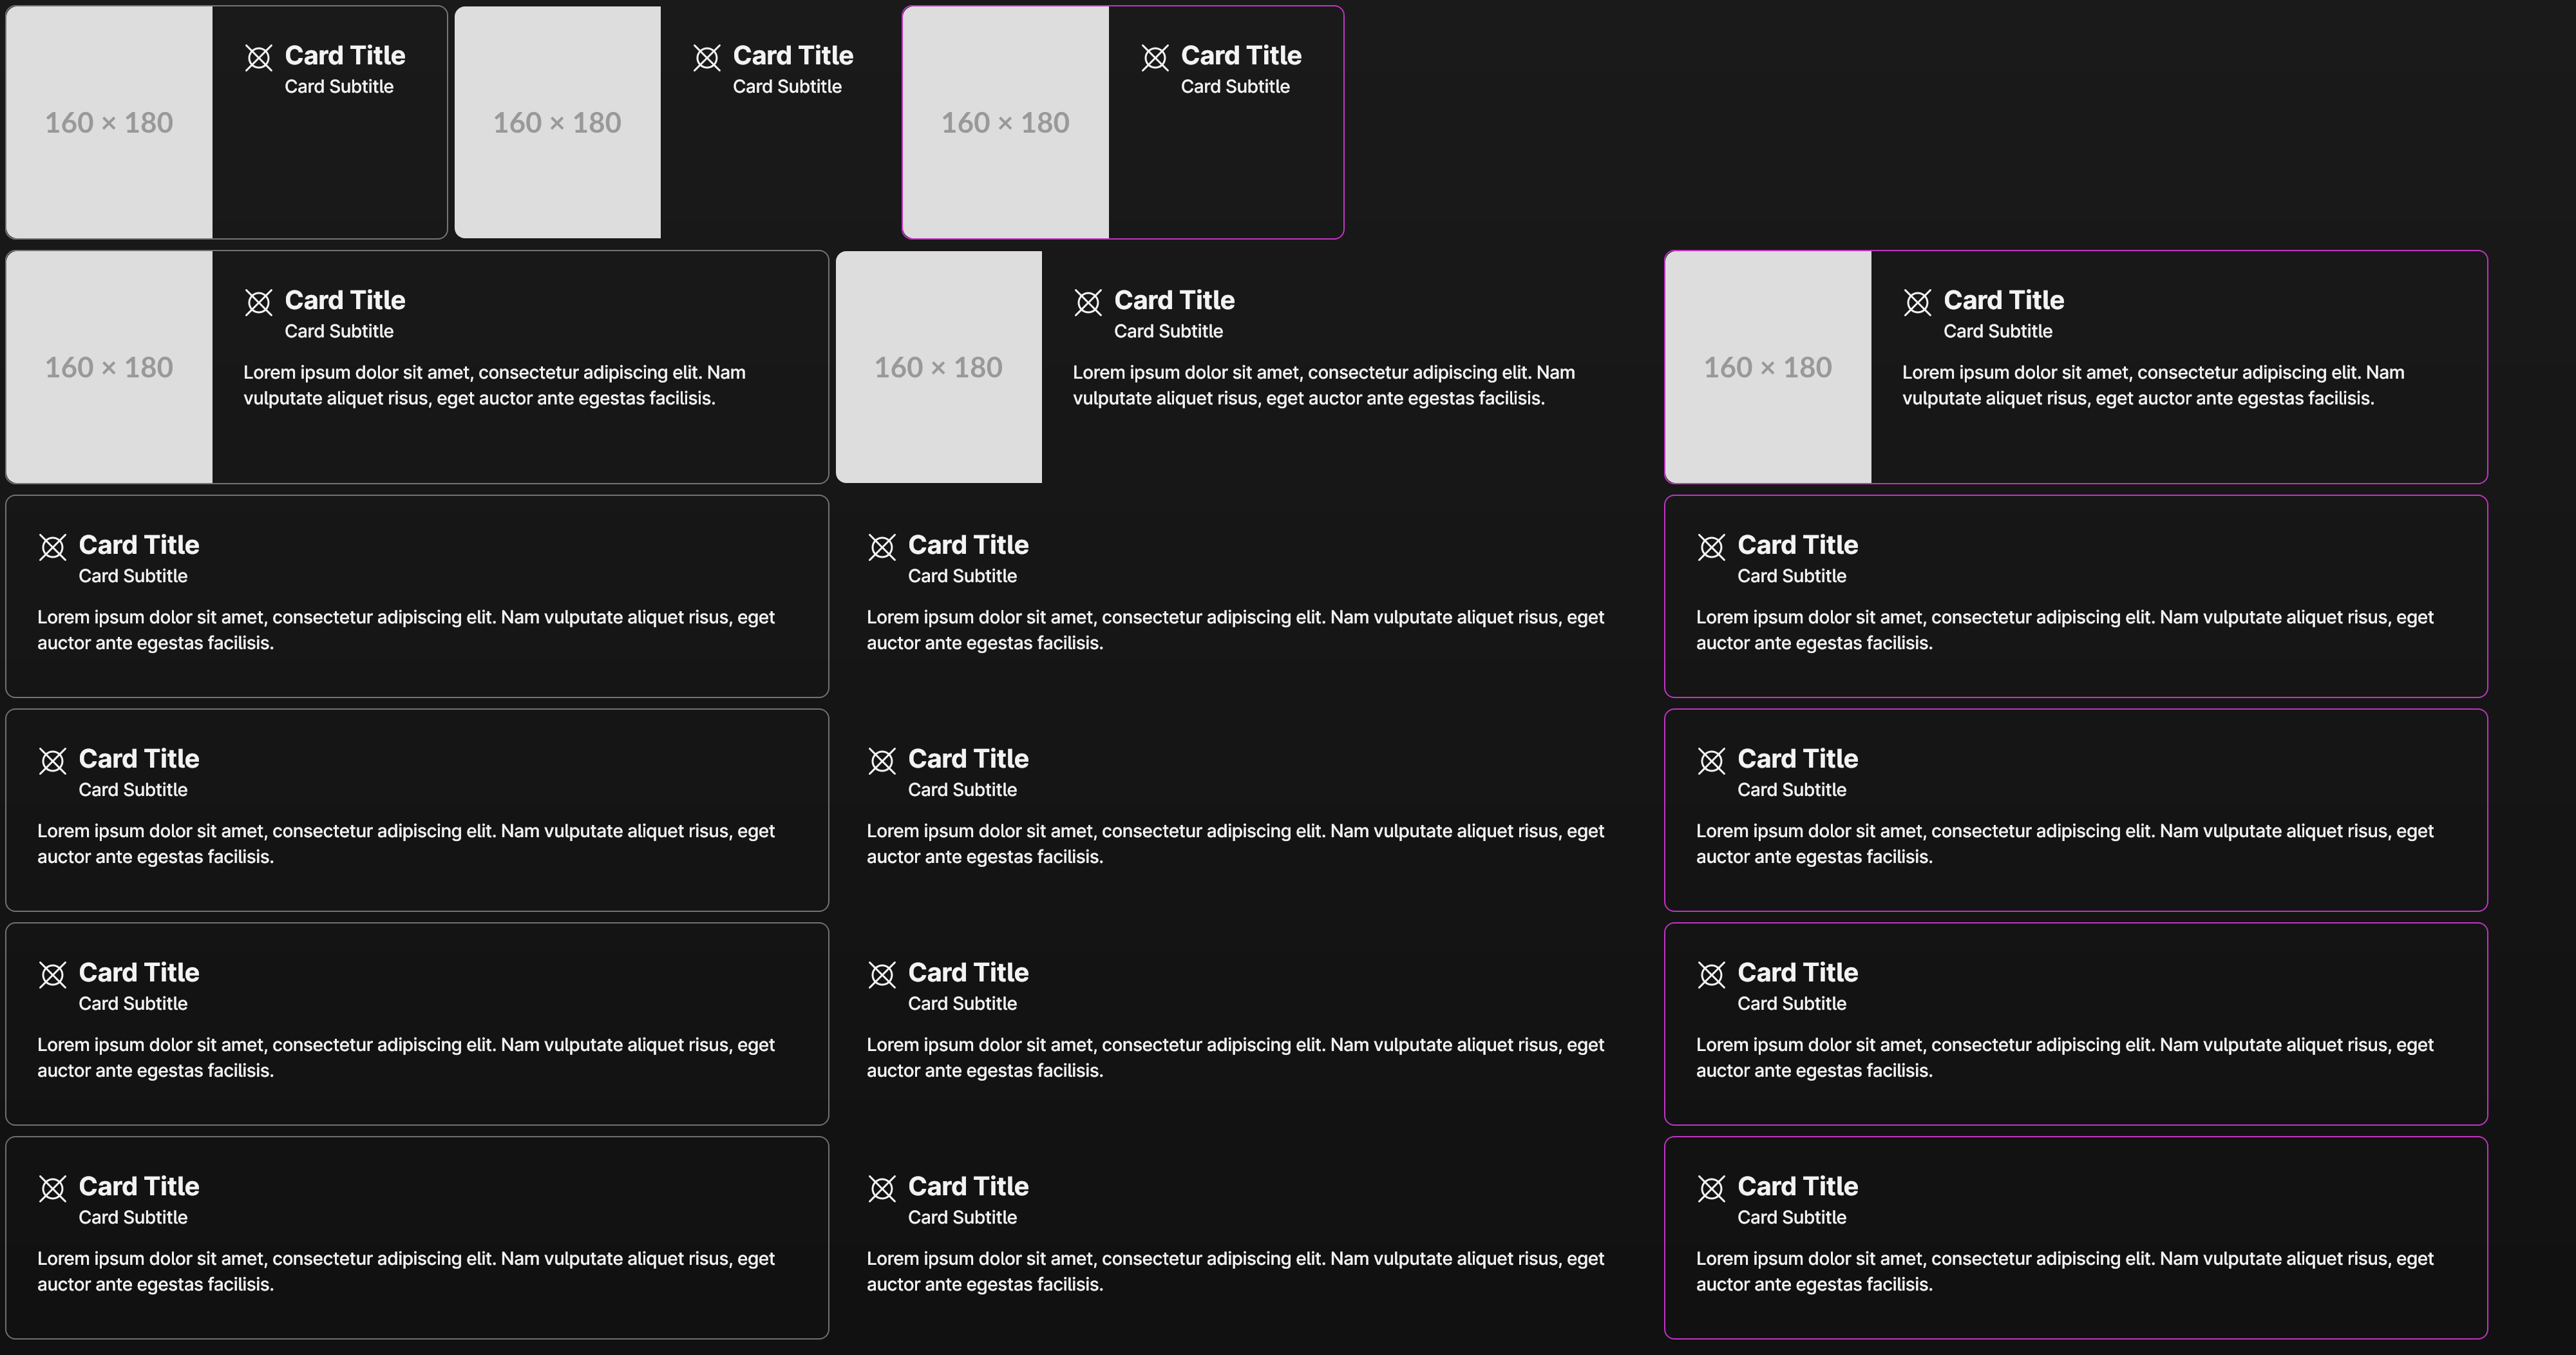 160 × 180
Card Title
Card Subtitle
160 × 180
Card Title
Card Subtitle
160 × 180
Card Title
Card Subtitle
160 × 180
Card Title
Card Subtitle
Lorem ipsum dolor sit amet, consectetur adipiscing elit. Nam
vulputate aliquet risus, eget auctor ante egestas facilisis.
160 × 180
Card Title
Card Subtitle
Lorem ipsum dolor sit amet, consectetur adipiscing elit. Nam
vulputate aliquet risus, eget auctor ante egestas facilisis.
160 × 180
Card Title
Card Subtitle
Lorem ipsum dolor sit amet, consectetur adipiscing elit. Nam
vulputate aliquet risus, eget auctor ante egestas facilisis.
Card Title
Card Subtitle
Lorem ipsum dolor sit amet, consectetur adipiscing elit. Nam vulputate aliquet risus, eget
auctor ante egestas facilisis.
Card Title
Card Subtitle
Lorem ipsum dolor sit amet, consectetur adipiscing elit. Nam vulputate aliquet risus, eget
auctor ante egestas facilisis.
Card Title
Card Subtitle
Lorem ipsum dolor sit amet, consectetur adipiscing elit. Nam vulputate aliquet risus, eget
auctor ante egestas facilisis.
Card Title
Card Subtitle
Lorem ipsum dolor sit amet, consectetur adipiscing elit. Nam vulputate aliquet risus, eget
auctor ante egestas facilisis.
Card Title
Card Subtitle
Lorem ipsum dolor sit amet, consectetur adipiscing elit. Nam vulputate aliquet risus, eget
auctor ante egestas facilisis.
Card Title
Card Subtitle
Lorem ipsum dolor sit amet, consectetur adipiscing elit. Nam vulputate aliquet risus, eget
auctor ante egestas facilisis.
Card Title
Card Subtitle
Lorem ipsum dolor sit amet, consectetur adipiscing elit. Nam vulputate aliquet risus, eget
auctor ante egestas facilisis.
Card Title
Card Subtitle
Lorem ipsum dolor sit amet, consectetur adipiscing elit. Nam vulputate aliquet risus, eget
auctor ante egestas facilisis.
Card Title
Card Subtitle
Lorem ipsum dolor sit amet, consectetur adipiscing elit. Nam vulputate aliquet risus, eget
auctor ante egestas facilisis.
Card Title
Card Subtitle
Lorem ipsum dolor sit amet, consectetur adipiscing elit. Nam vulputate aliquet risus, eget
auctor ante egestas facilisis.
Card Title
Card Subtitle
Lorem ipsum dolor sit amet, consectetur adipiscing elit. Nam vulputate aliquet risus, eget
auctor ante egestas facilisis.
Card Title
Card Subtitle
Lorem ipsum dolor sit amet, consectetur adipiscing elit. Nam vulputate aliquet risus, eget
auctor ante egestas facilisis.